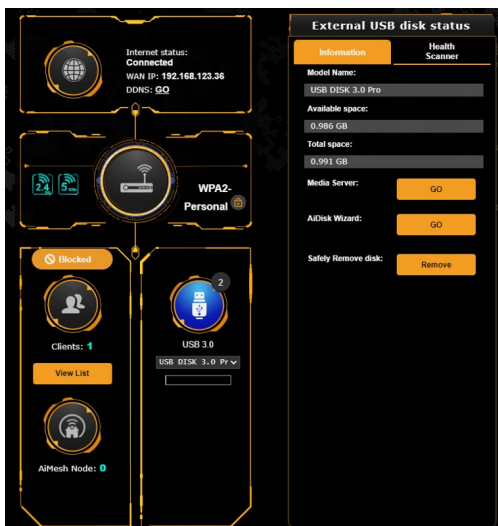 Internet status:
Connected
WAN IP: 192.168.123.36
DDNS: GO
2.4
5
WPA2-
Personal
Blocked
Clients: 1
View List
AiMesh Node: 0
2
USB 3.0
USB DISK 3.0 Pr
External USB disk status
Information
Health
Scanner
Model Name:
USB DISK 3.0 Pro
Available space:
0.986 GB
Total space:
0.991 GB
Media Server:
GO
AiDisk Wizard:
GO
Safely Remove disk:
Remove